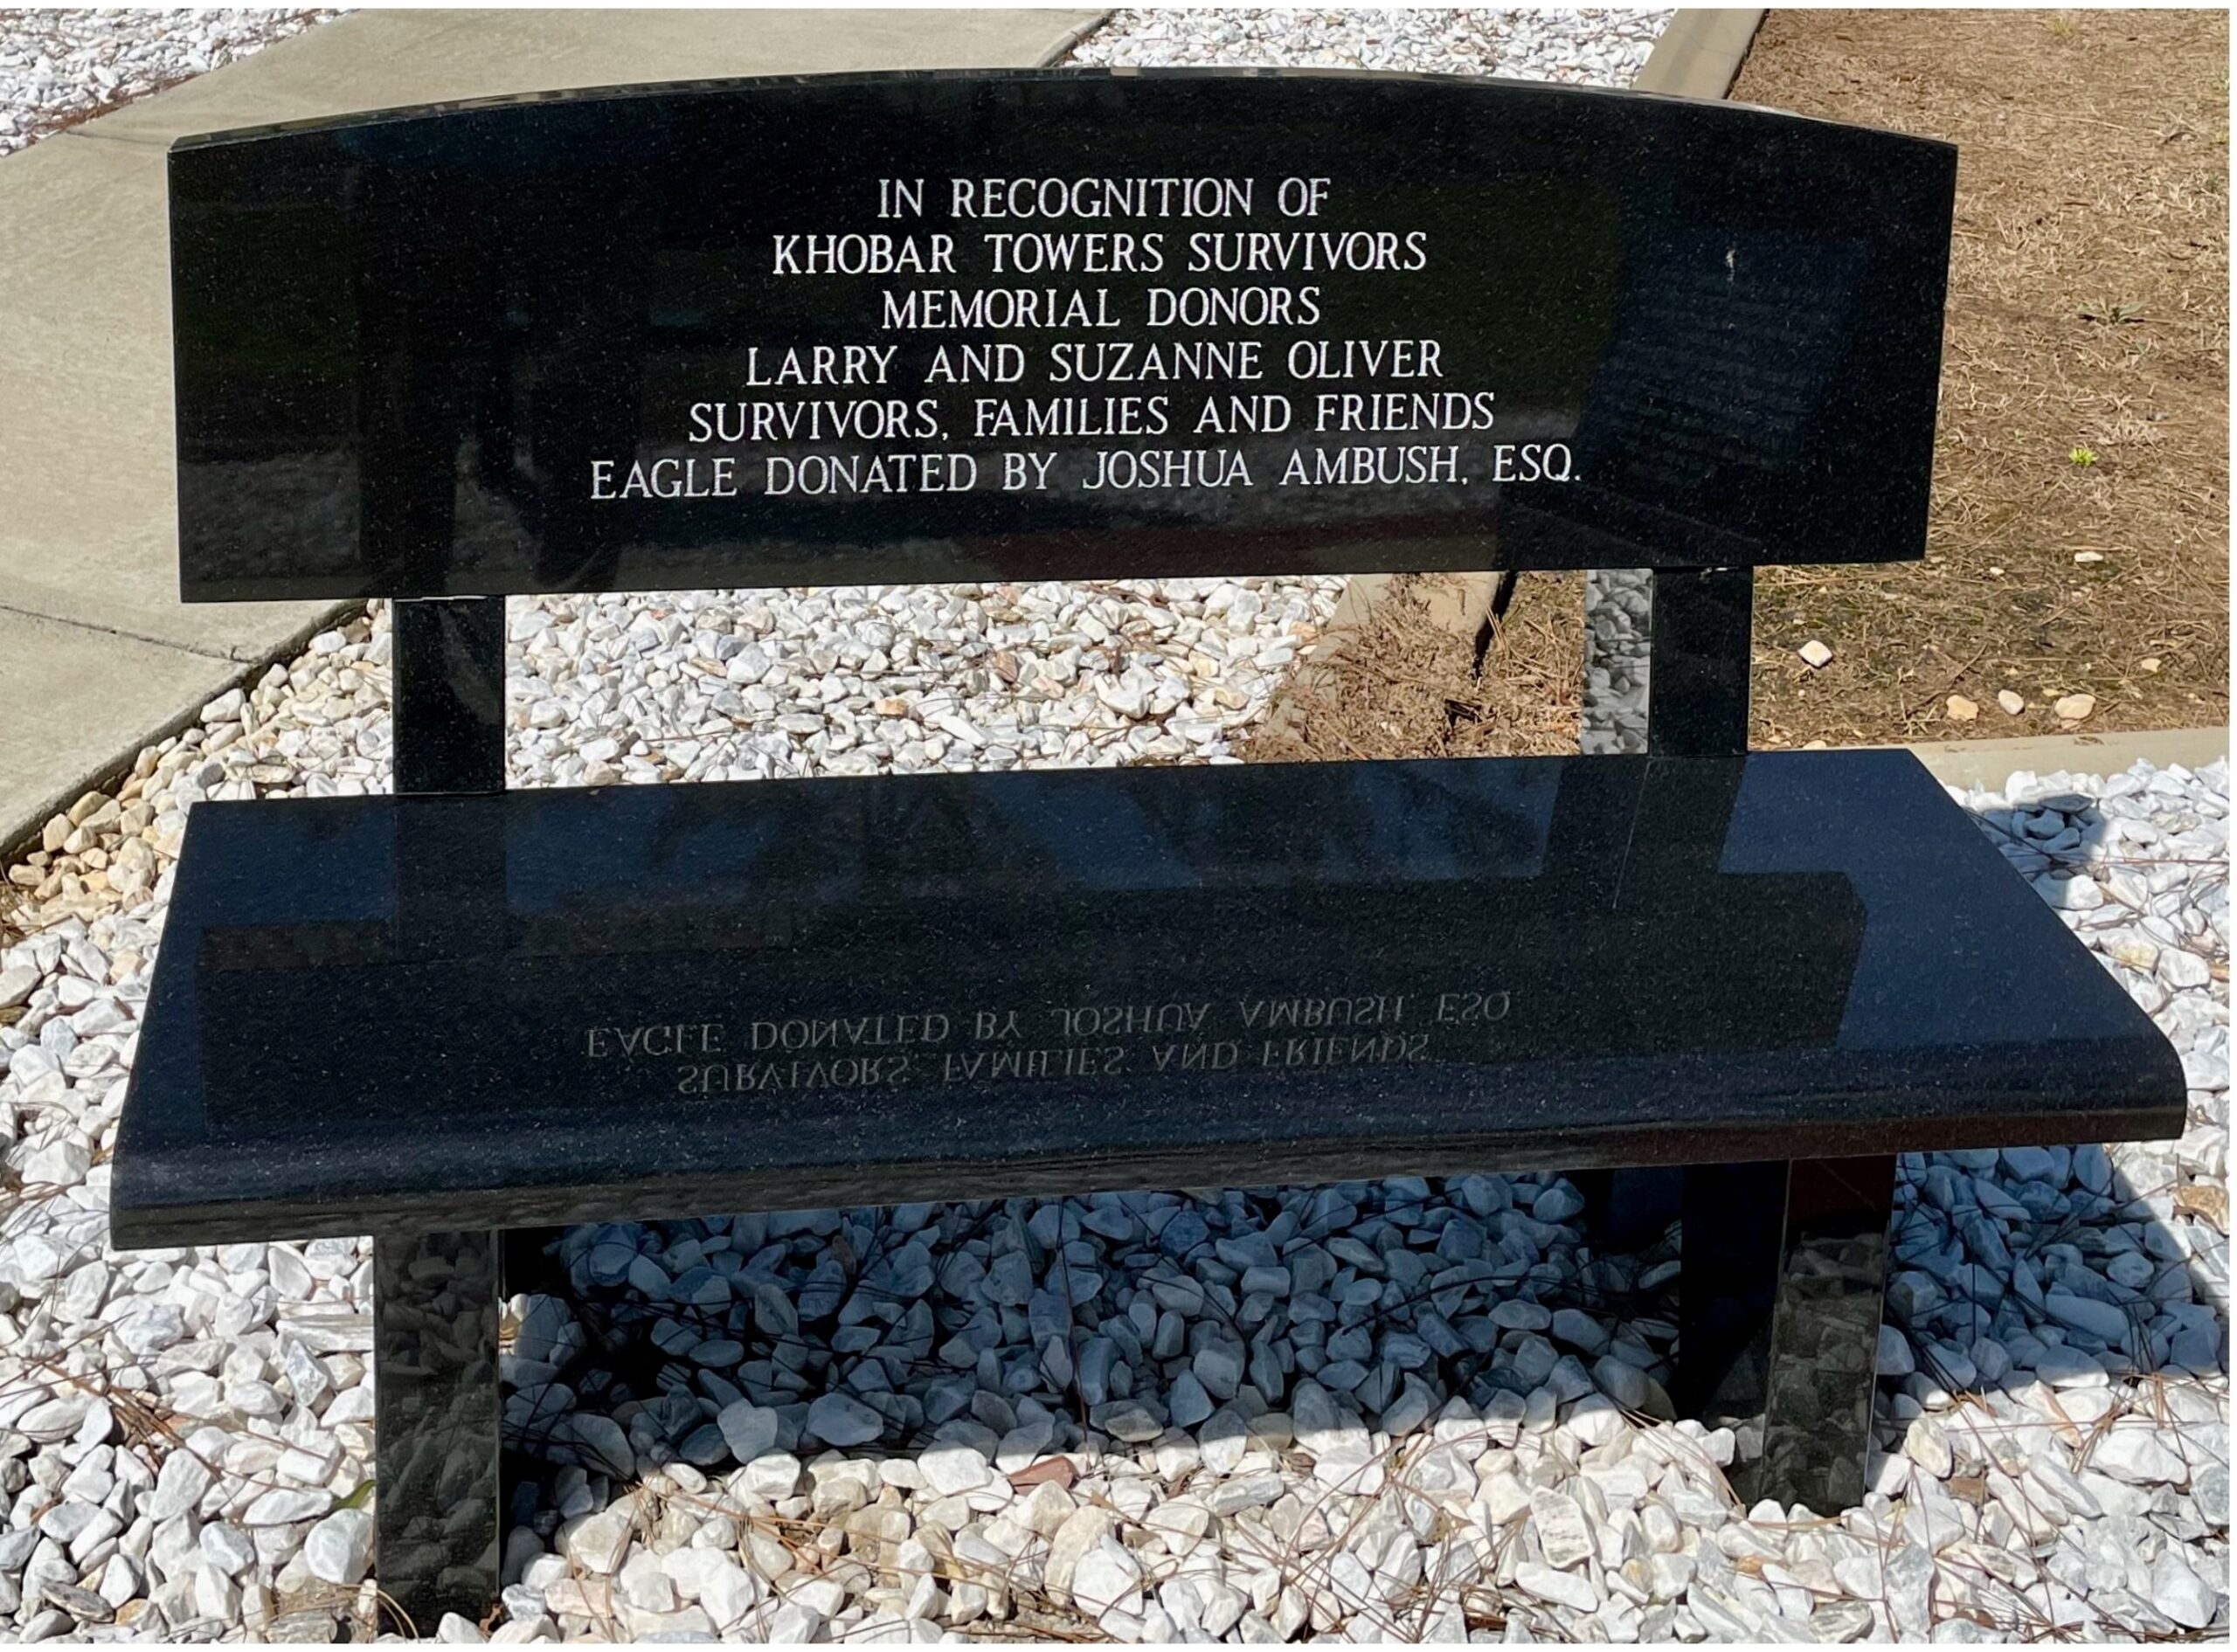 IN RECOGNITION OF
KHOBAR TOWERS SURVIVORS
MEMORIAL DONORS
LARRY AND SUZANNE OLIVER
SURVIVORS, FAMILIES AND FRIENDS
EAGLE DONATED BY JOSHUA AMBUSH, ESQ.